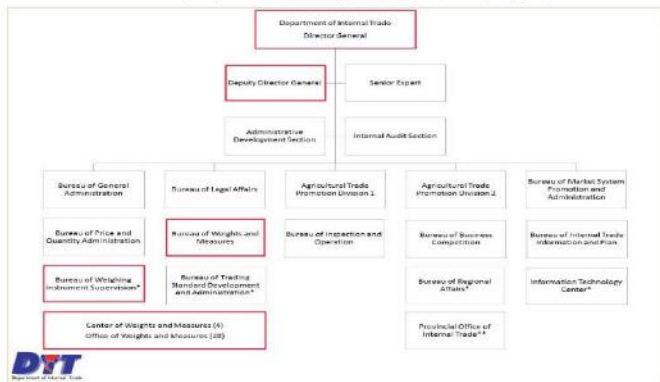 Department of Internal Trade
Director General
Deputy Director General
Senior Expert
Administrative
Development Section
Internal Audit Section
Bureau of General
Administration
Bureau of Legal Affairs
Agricultural Trade
Promotion Division 1
Agricultural Trade
Promotion Division 2
Bureau of Market System
Promotion and
Administration
Bureau of Price and
Quantity Administration
Bureau of Weights and
Measures
Bureau of Inspection and
Operation
Bureau of Business
Competition
Bureau of Internal Trade
Information and Plan
Bureau of Weighing
Instrument Supervision*
Bureau of Trading
Standard Development
and Administration*
Bureau of Regional
Affairs*
Information Technology
Center*
Center of Weights and Measures (4)
Office of Weights and Measures (28)
Provincial Office of
Internal Trade**
DIT
Department of Internal Trade